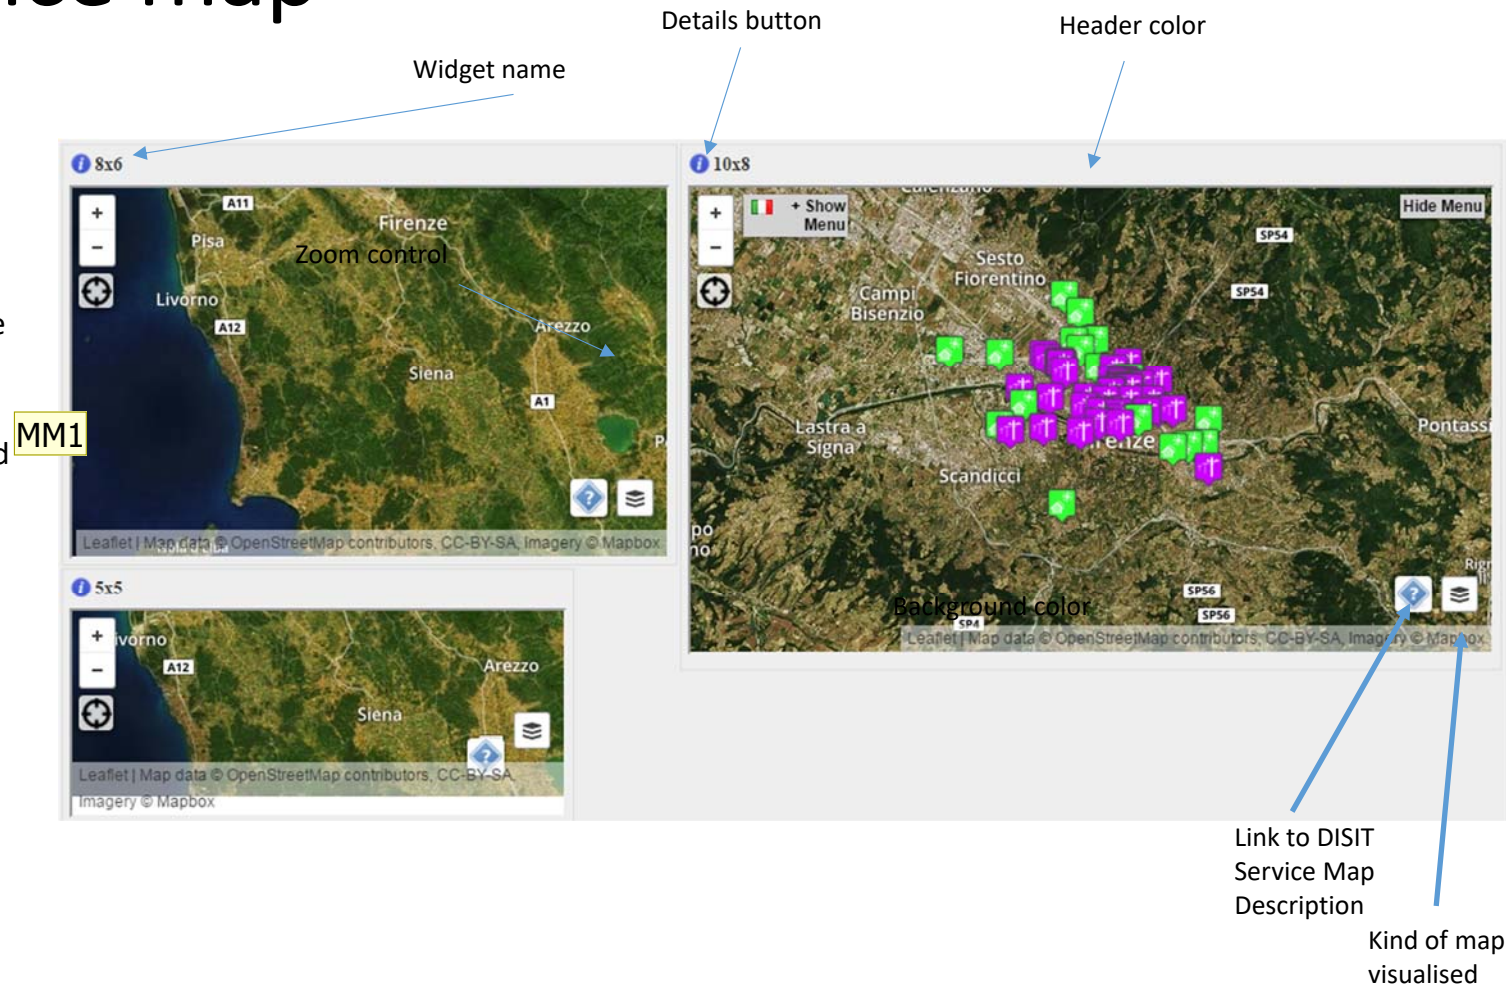 Details button
Header color
Widget name
8x6
10x8
+
−
A11
Firenze
Pisa
Zoom control
Livorno
A12
Arezzo
Siena
A1
MM1
Leaflet | Map data © OpenStreetMap contributors, CC-BY-SA, Imagery © Mapbox
+
−
+ Show
Menu
Hide Menu
SP54
Sesto
Fiorentino
SP54
Campi
Bisenzio
Lastra a
Signa
Pontassi
Scandicci
SP56
Background color
SP56
SP4
Leaflet | Map data © OpenStreetMap contributors, CC-BY-SA, Imagery © Mapbox
5x5
+
−
ivorno
A12
Arezzo
Siena
Leaflet | Map data © OpenStreetMap contributors, CC-BY-SA,
Imagery © Mapbox
Link to DISIT
Service Map
Description
Kind of map
visualised